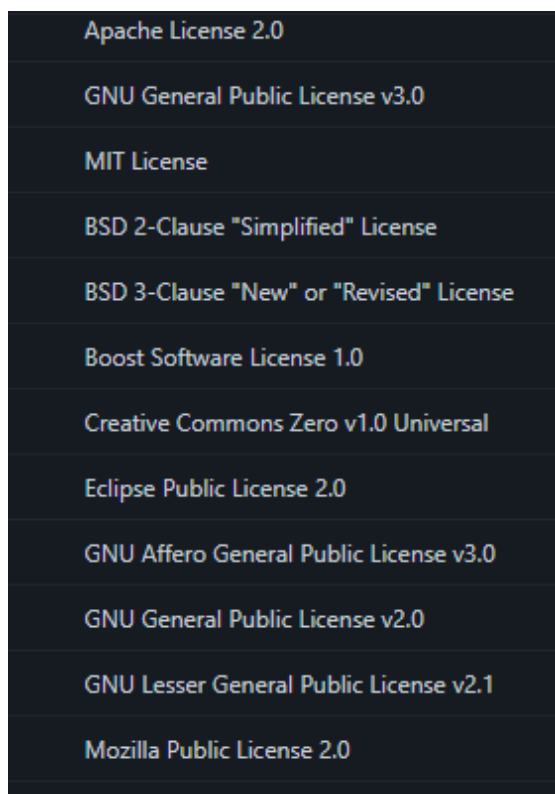 Apache License 2.0
GNU General Public License v3.0
MIT License
BSD 2-Clause "Simplified" License
BSD 3-Clause "New" or "Revised" License
Boost Software License 1.0
Creative Commons Zero v1.0 Universal
Eclipse Public License 2.0
GNU Affero General Public License v3.0
GNU General Public License v2.0
GNU Lesser General Public License v2.1
Mozilla Public License 2.0